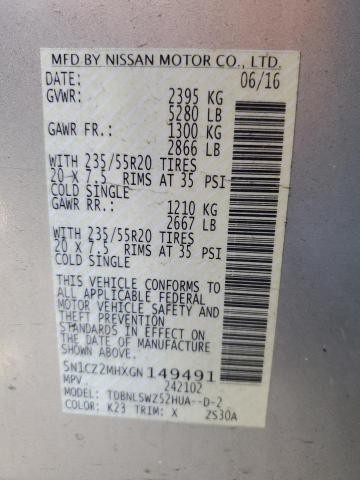 MFD BY NISSAN MOTOR CO., LTD.
DATE: 06/16
GVWR: 2395 KG
5280 LB
GAWR FR.: 1300 KG
2866 LB
WITH 235/55R20 TIRES
20 X 7.5 RIMS AT 35 PSI
COLD SINGLE
GAWR RR.: 1210 KG
2667 LB
WITH 235/55R20 TIRES
20 X 7.5 RIMS AT 35 PSI
COLD SINGLE
THIS VEHICLE CONFORMS TO
ALL APPLICABLE FEDERAL
MOTOR VEHICLE SAFETY AND
THEFT PREVENTION
STANDARDS IN EFFECT ON
THE DATE OF MANUFACTURE
SHOWN ABOVE.
5N1CZ2MHXGN149491
MPV 242102
MODEL: TDBNLSWZ52HUA--D-2
COLOR: K23 TRIM: X ZS30A